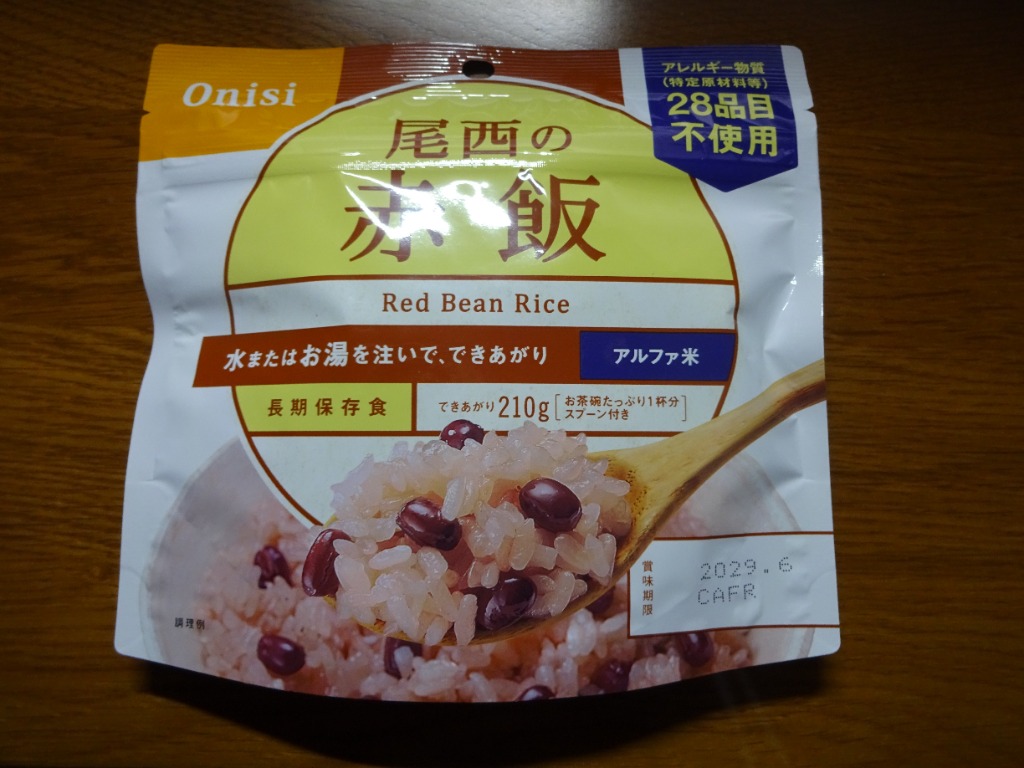 Onisi
アレルギー物質
(特定原材料等)
28品目
不使用
尾西の
赤飯
Red Bean Rice
水またはお湯を注いで、できあがり
アルファ米
長期保存食
できあがり210g
[お茶碗たっぷり1杯分
スプーン付き]
賞味期限
2029.6
CAFR
調理例